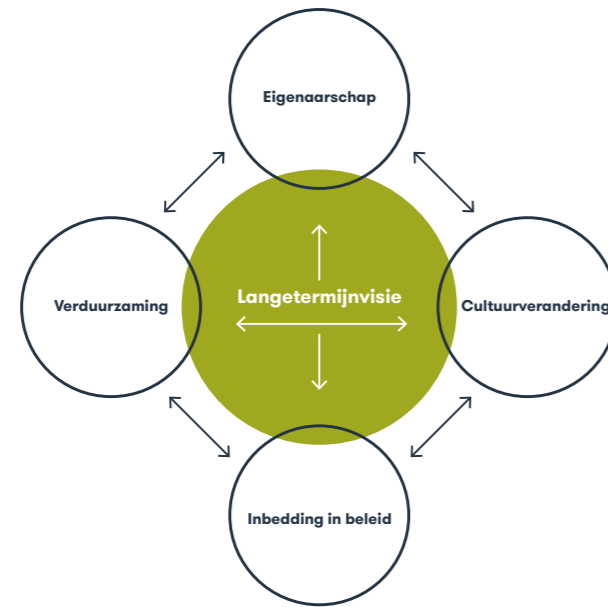 Eigenaarschap
Langetermijnvisie
Verduurzaming
Cultuurverandering
Inbedding in beleid